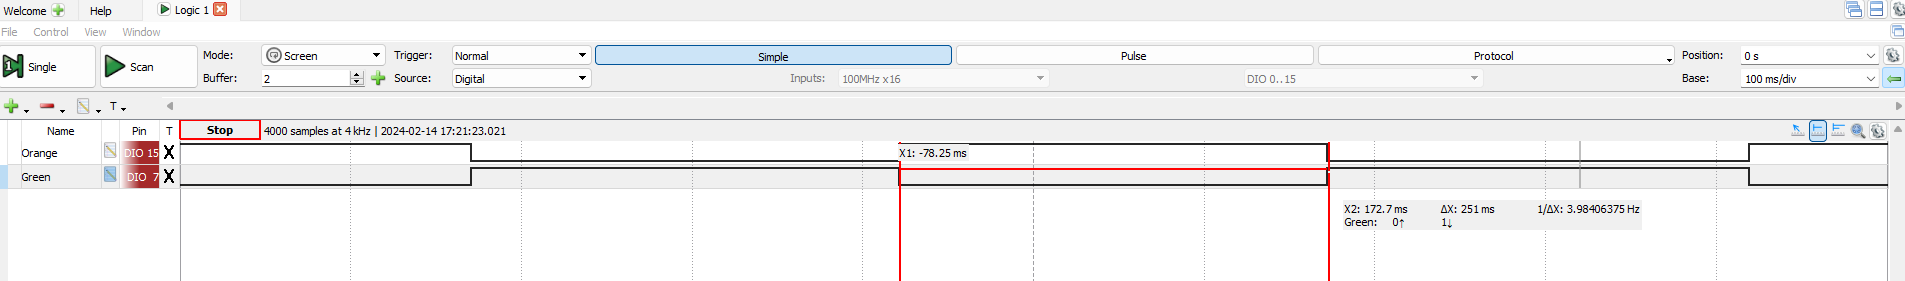 Welcome Help Logic 1
File Control View Window
Single Scan Mode: Screen Trigger: Normal Simple Pulse Protocol Position: 0 s
Buffer: 2 Source: Digital Inputs: 100MHz x16 DIO 0..15 Base: 100 ms/div
T
Name Pin T Stop 4000 samples at 4 kHz | 2024-02-14 17:21:23.021
Orange DIO 15 X X1: -78.25 ms
Green DIO 7 X
X2: 172.7 ms ΔX: 251 ms 1/ΔX: 3.98406375 Hz
Green: 0↑ 1↓